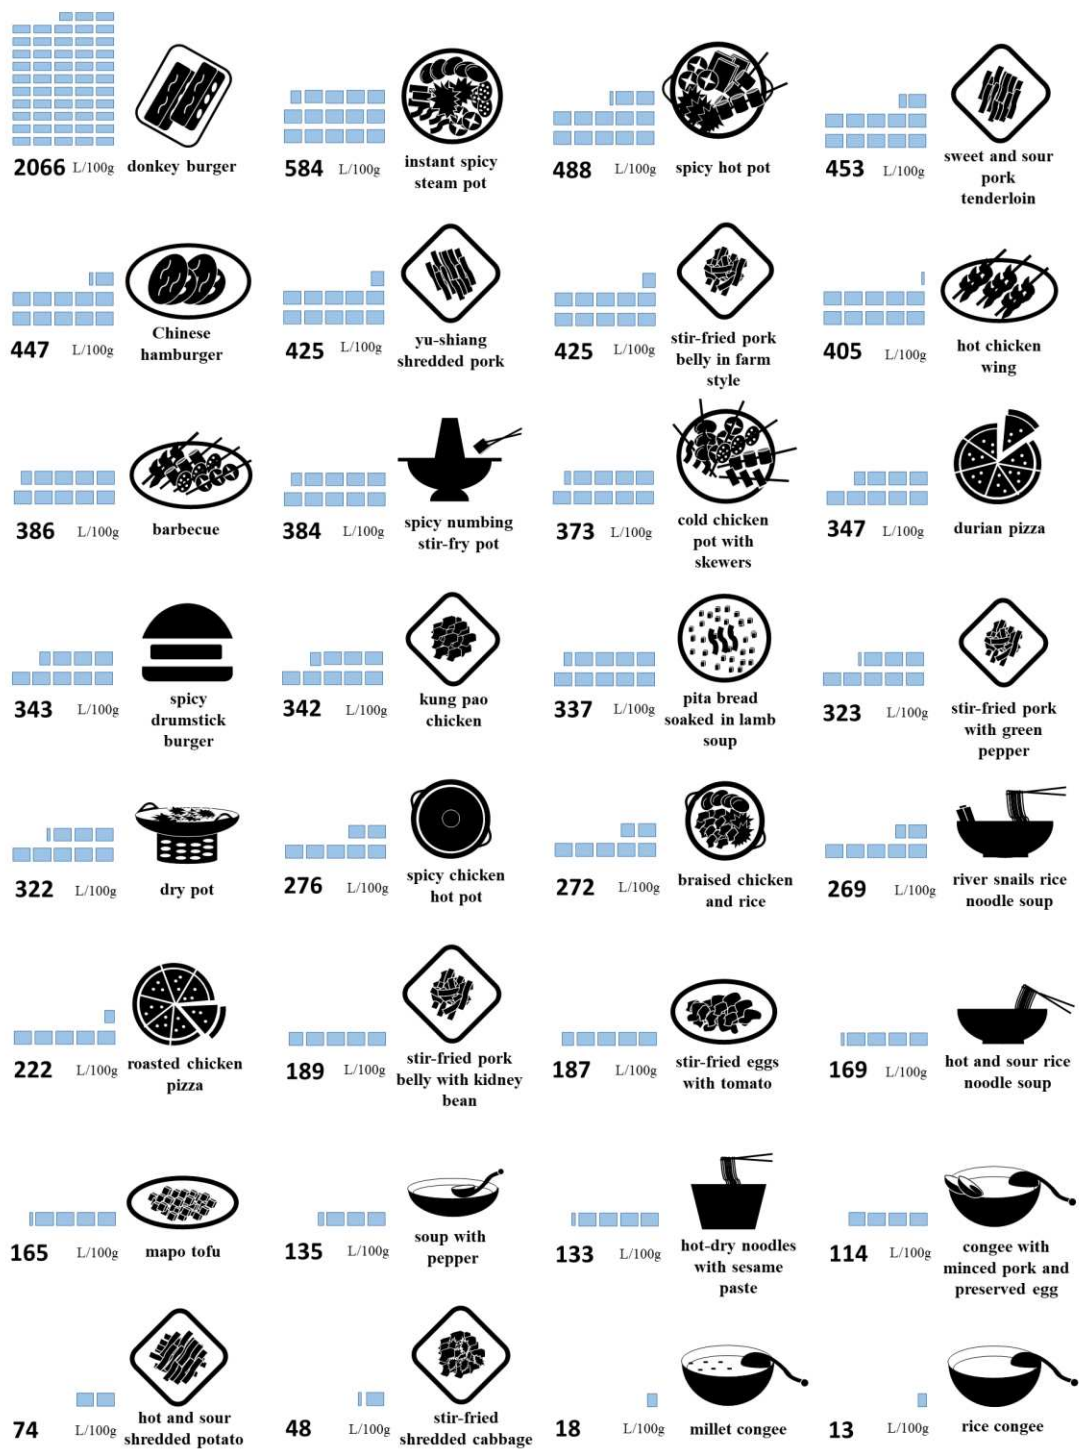 2066 L/100g donkey burger
584 L/100g instant spicy
steam pot
488 L/100g spicy hot pot
453 L/100g sweet and sour
pork
tenderloin
447 L/100g Chinese
hamburger
425 L/100g yu-shiang
shredded pork
425 L/100g stir-fried pork
belly in farm
style
405 L/100g hot chicken
wing
386 L/100g barbecue
384 L/100g spicy numbing
stir-fry pot
373 L/100g cold chicken
pot with
skewers
347 L/100g durian pizza
343 L/100g spicy
drumstick
burger
342 L/100g kung pao
chicken
337 L/100g pita bread
soaked in lamb
soup
323 L/100g stir-fried pork
with green
pepper
322 L/100g dry pot
276 L/100g spicy chicken
hot pot
272 L/100g braised chicken
and rice
269 L/100g river snails rice
noodle soup
222 L/100g roasted chicken
pizza
189 L/100g stir-fried pork
belly with kidney
bean
187 L/100g stir-fried eggs
with tomato
169 L/100g hot and sour rice
noodle soup
165 L/100g mapo tofu
135 L/100g soup with
pepper
133 L/100g hot-dry noodles
with sesame
paste
114 L/100g congee with
minced pork and
preserved egg
74 L/100g hot and sour
shredded potato
48 L/100g stir-fried
shredded cabbage
18 L/100g millet congee
13 L/100g rice congee